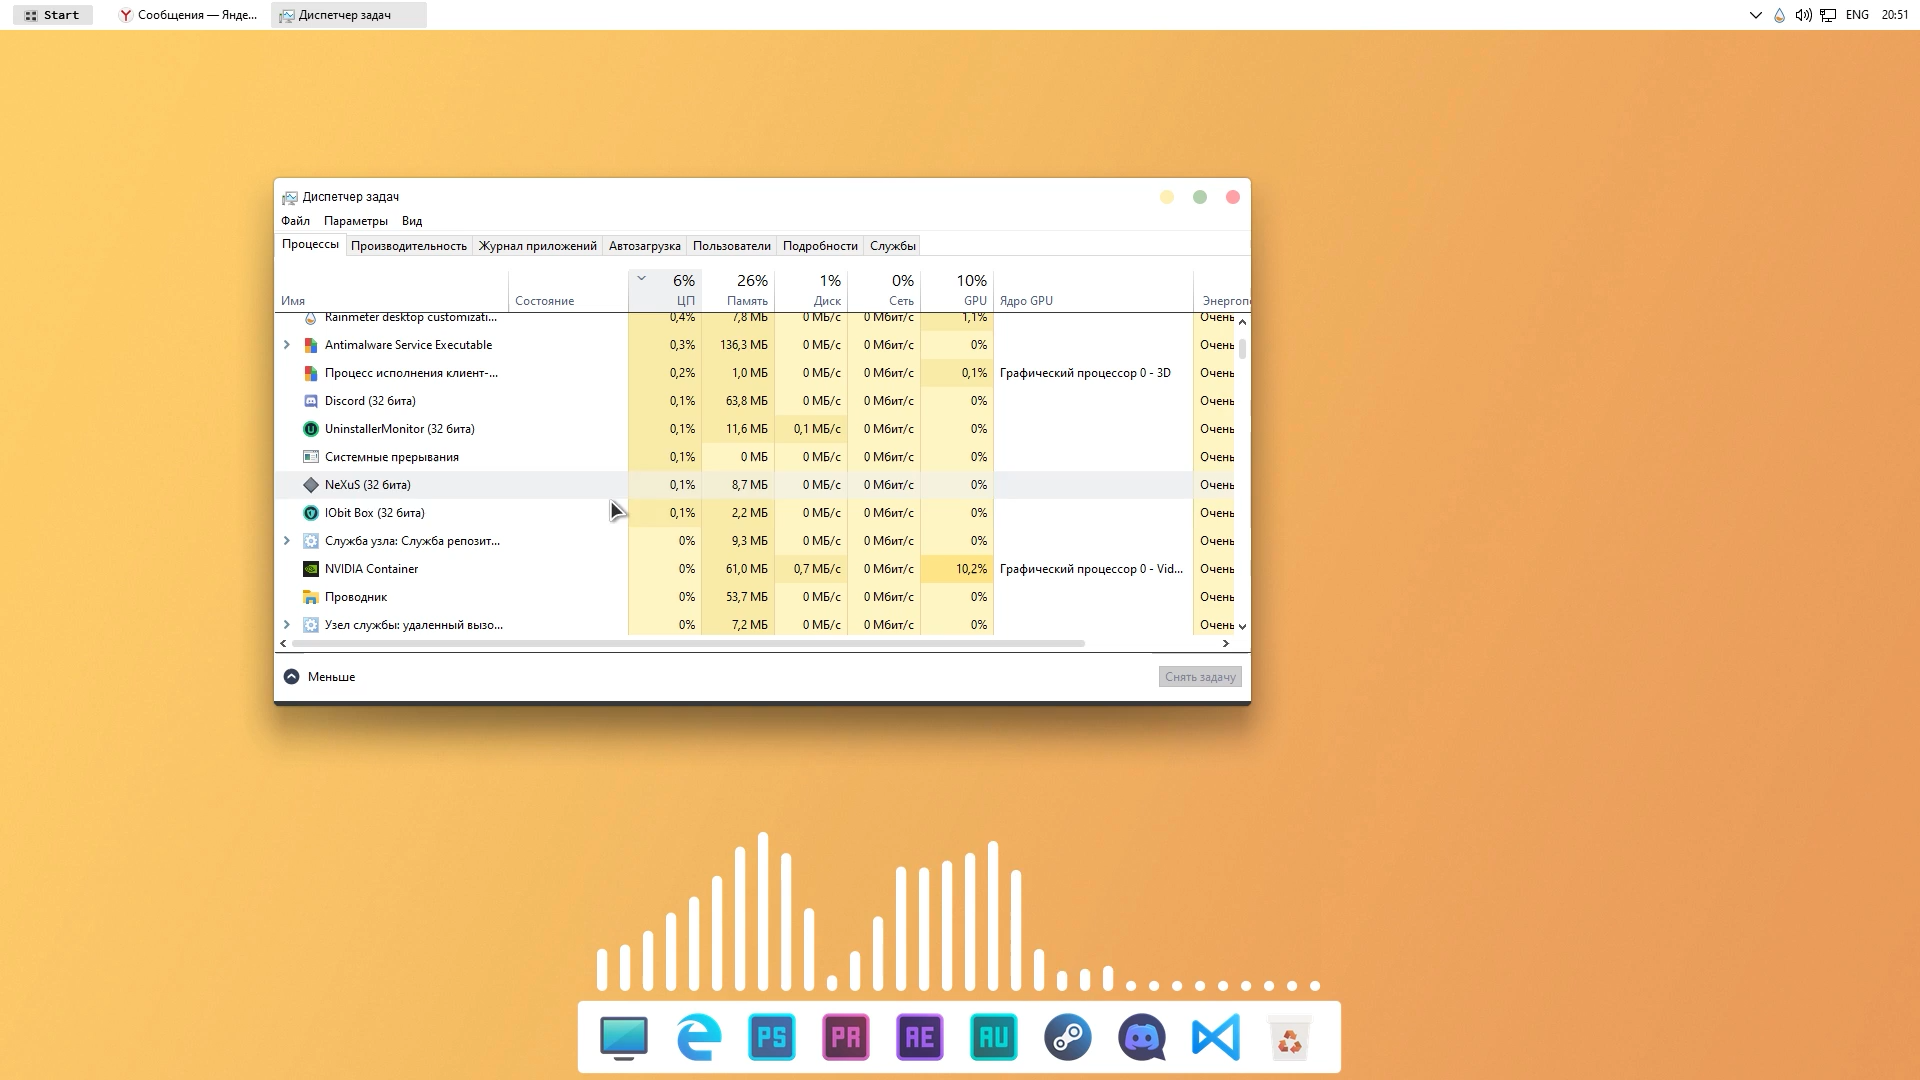 Start Сообщения — Янде... Диспетчер задач ENG 20:51
Диспетчер задач
Файл Параметры Вид
Процессы Производительность Журнал приложений Автозагрузка Пользователи Подробности Службы
6% 26% 1% 0% 10%
Имя Состояние ЦП Память Диск Сеть GPU Ядро GPU Энергопо
Rainmeter desktop customizati... 0,4% 7,8 МБ 0 МБ/с 0 Мбит/с 1,1% Очень
Antimalware Service Executable 0,3% 136,3 МБ 0 МБ/с 0 Мбит/с 0% Очень
Процесс исполнения клиент-... 0,2% 1,0 МБ 0 МБ/с 0 Мбит/с 0,1% Графический процессор 0 - 3D Очень
Discord (32 бита) 0,1% 63,8 МБ 0 МБ/с 0 Мбит/с 0% Очень
UninstallerMonitor (32 бита) 0,1% 11,6 МБ 0,1 МБ/с 0 Мбит/с 0% Очень
Системные прерывания 0,1% 0 МБ 0 МБ/с 0 Мбит/с 0% Очень
NeXuS (32 бита) 0,1% 8,7 МБ 0 МБ/с 0 Мбит/с 0% Очень
IObit Box (32 бита) 0,1% 2,2 МБ 0 МБ/с 0 Мбит/с 0% Очень
Служба узла: Служба репозит... 0% 9,3 МБ 0 МБ/с 0 Мбит/с 0% Очень
NVIDIA Container 0% 61,0 МБ 0,7 МБ/с 0 Мбит/с 10,2% Графический процессор 0 - Vid... Очень
Проводник 0% 53,7 МБ 0 МБ/с 0 Мбит/с 0% Очень
Узел службы: удаленный вызо... 0% 7,2 МБ 0 МБ/с 0 Мбит/с 0% Очень
Меньше Снять задачу
PS PR AE AU